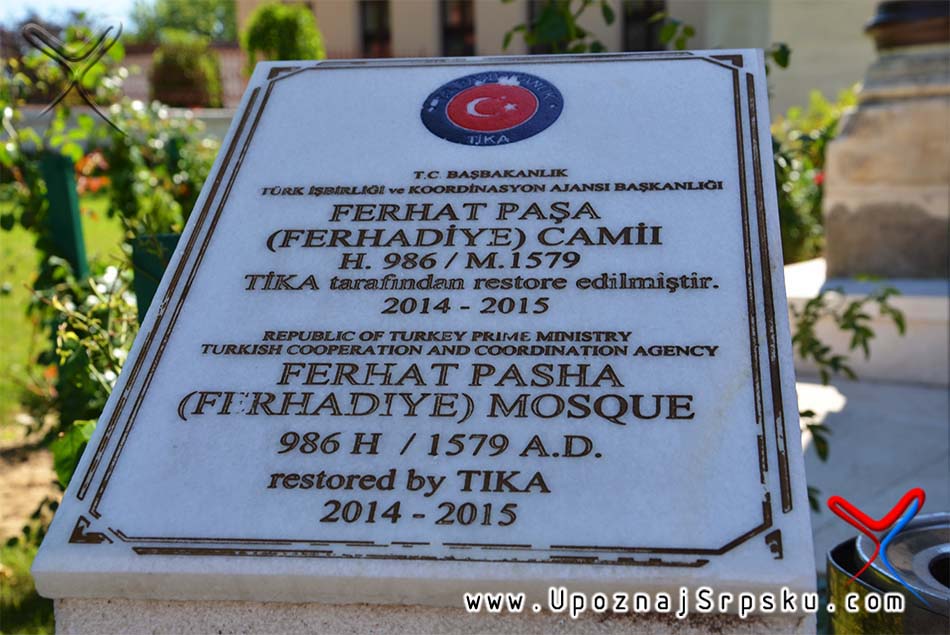 TİKA
T.C. BAŞBAKANLIK
TÜRK İŞBİRLİĞİ ve KOORDİNASYON AJANSI BAŞKANLIĞI
FERHAT PAŞA
(FERHADİYE) CAMİİ
H. 986 / M.1579
TİKA tarafından restore edilmiştir.
2014 - 2015
REPUBLIC OF TURKEY PRIME MINISTRY
TURKISH COOPERATION AND COORDINATION AGENCY
FERHAT PASHA
(FERHADIYE) MOSQUE
986 H / 1579 A.D.
restored by TIKA
2014 - 2015
www.UpoznajSrpsku.com